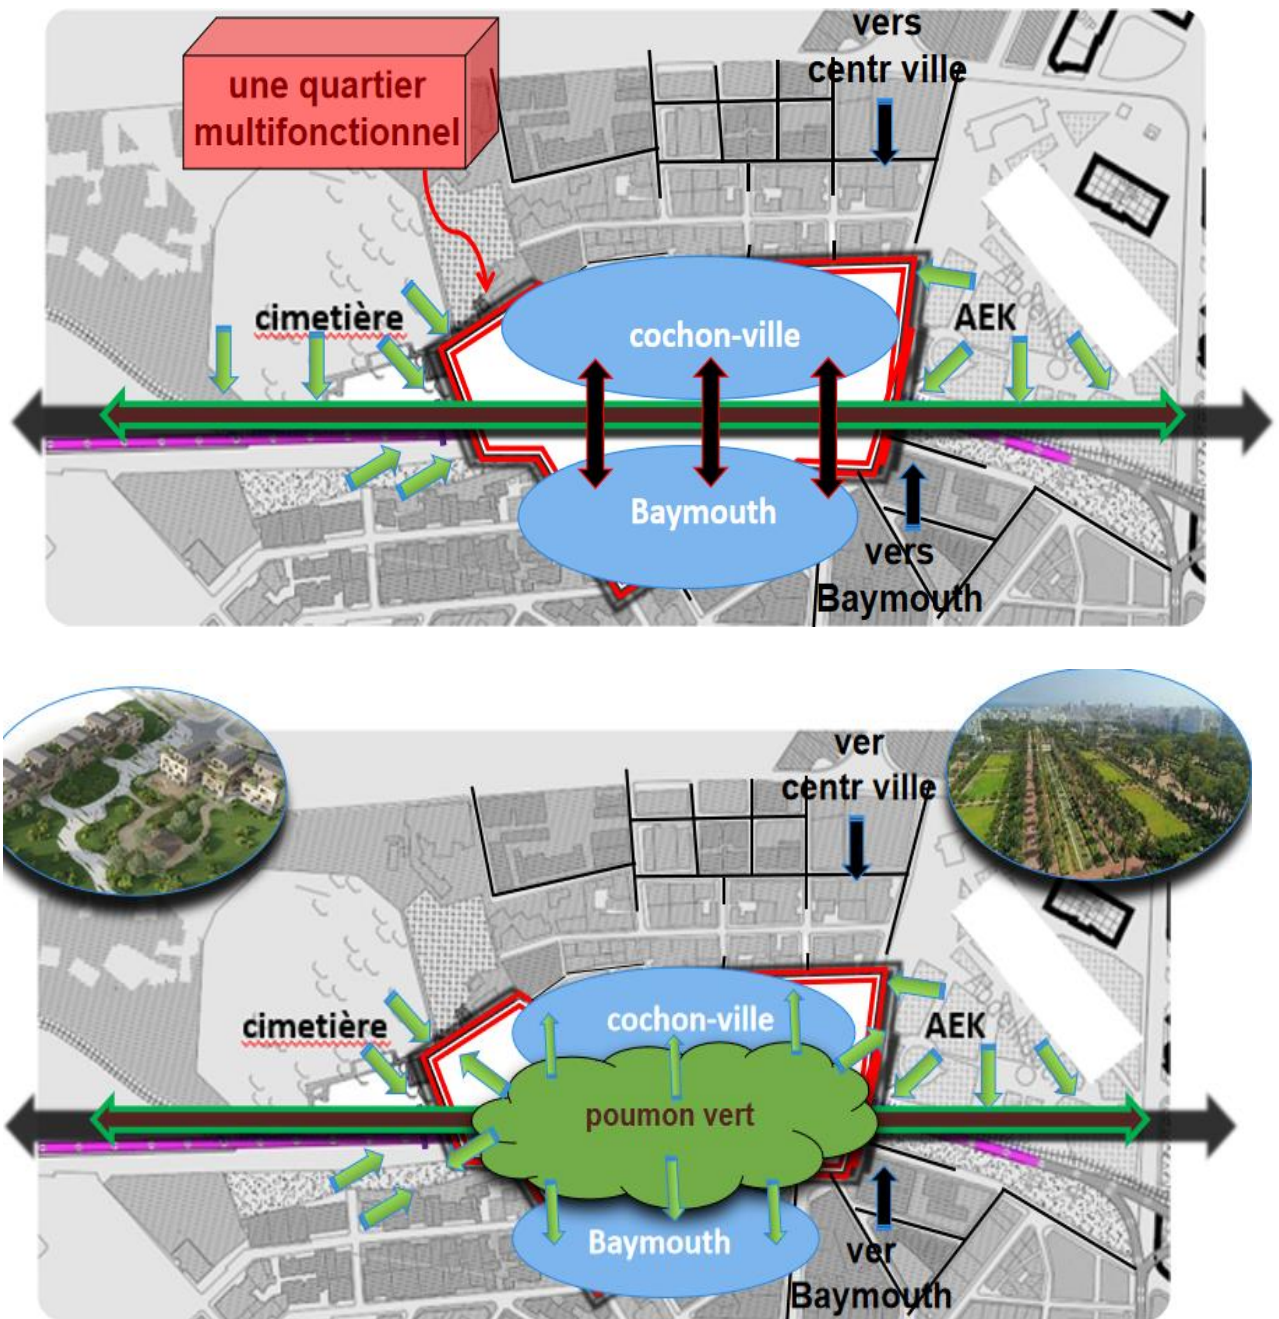 vers
centr ville
une quartier
multifonctionnel
cimetière
AEK
cochon-ville
Baymouth
vers
Baymouth
ver
centr ville
cochon-ville
cimetière
AEK
poumon vert
Baymouth
ver
Baymouth